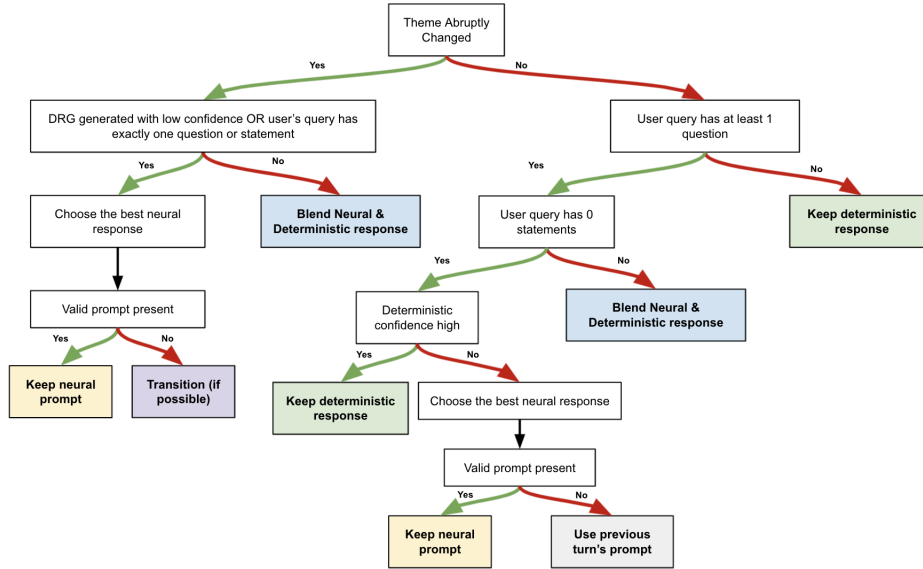 Theme Abruptly
Changed
Yes
No
DRG generated with low confidence OR user's query has
exactly one question or statement
User query has at least 1
question
Yes
No
Yes
No
Choose the best neural
response
Blend Neural &
Deterministic response
User query has 0
statements
Keep deterministic
response
Yes
No
Valid prompt present
Deterministic
confidence high
Blend Neural &
Deterministic response
Yes
No
Yes
No
Keep neural
prompt
Transition (if
possible)
Keep deterministic
response
Choose the best neural response
Valid prompt present
Yes
No
Keep neural
prompt
Use previous
turn's prompt